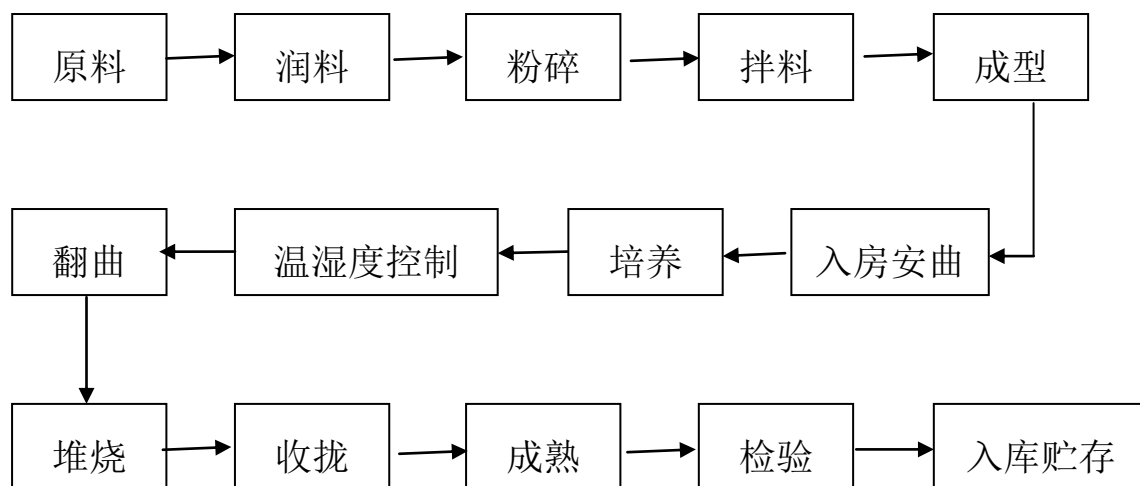 原料 润料 粉碎 拌料 成型
翻曲 温湿度控制 培养 入房安曲
堆烧 收拢 成熟 检验 入库贮存